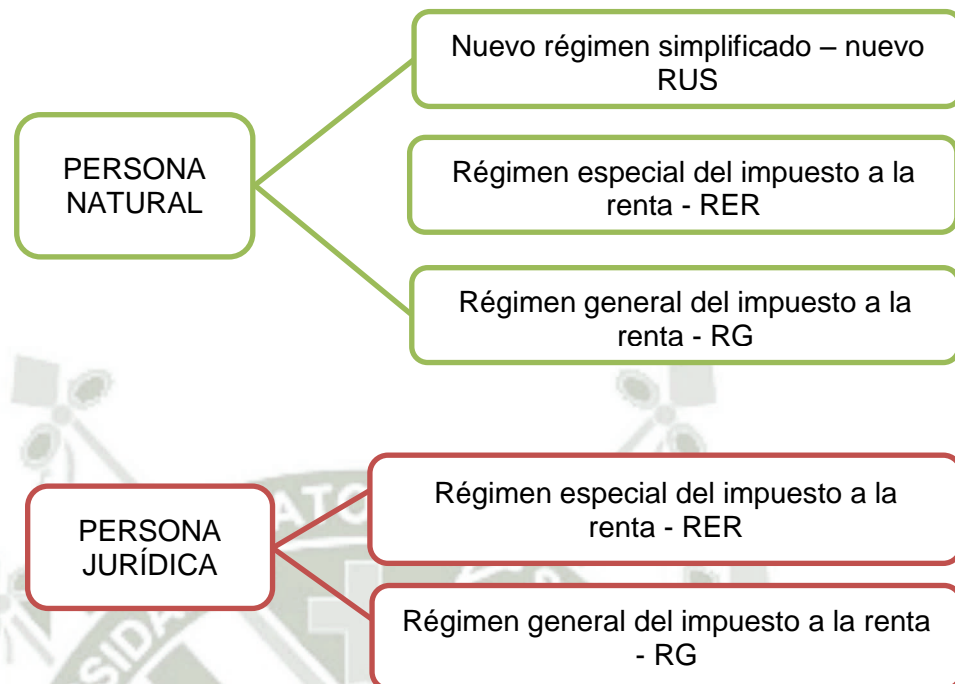 Nuevo régimen simplificado – nuevo
RUS
PERSONA
NATURAL
Régimen especial del impuesto a la
renta - RER
Régimen general del impuesto a la
renta - RG
PERSONA
JURÍDICA
Régimen especial del impuesto a la
renta - RER
Régimen general del impuesto a la renta
- RG